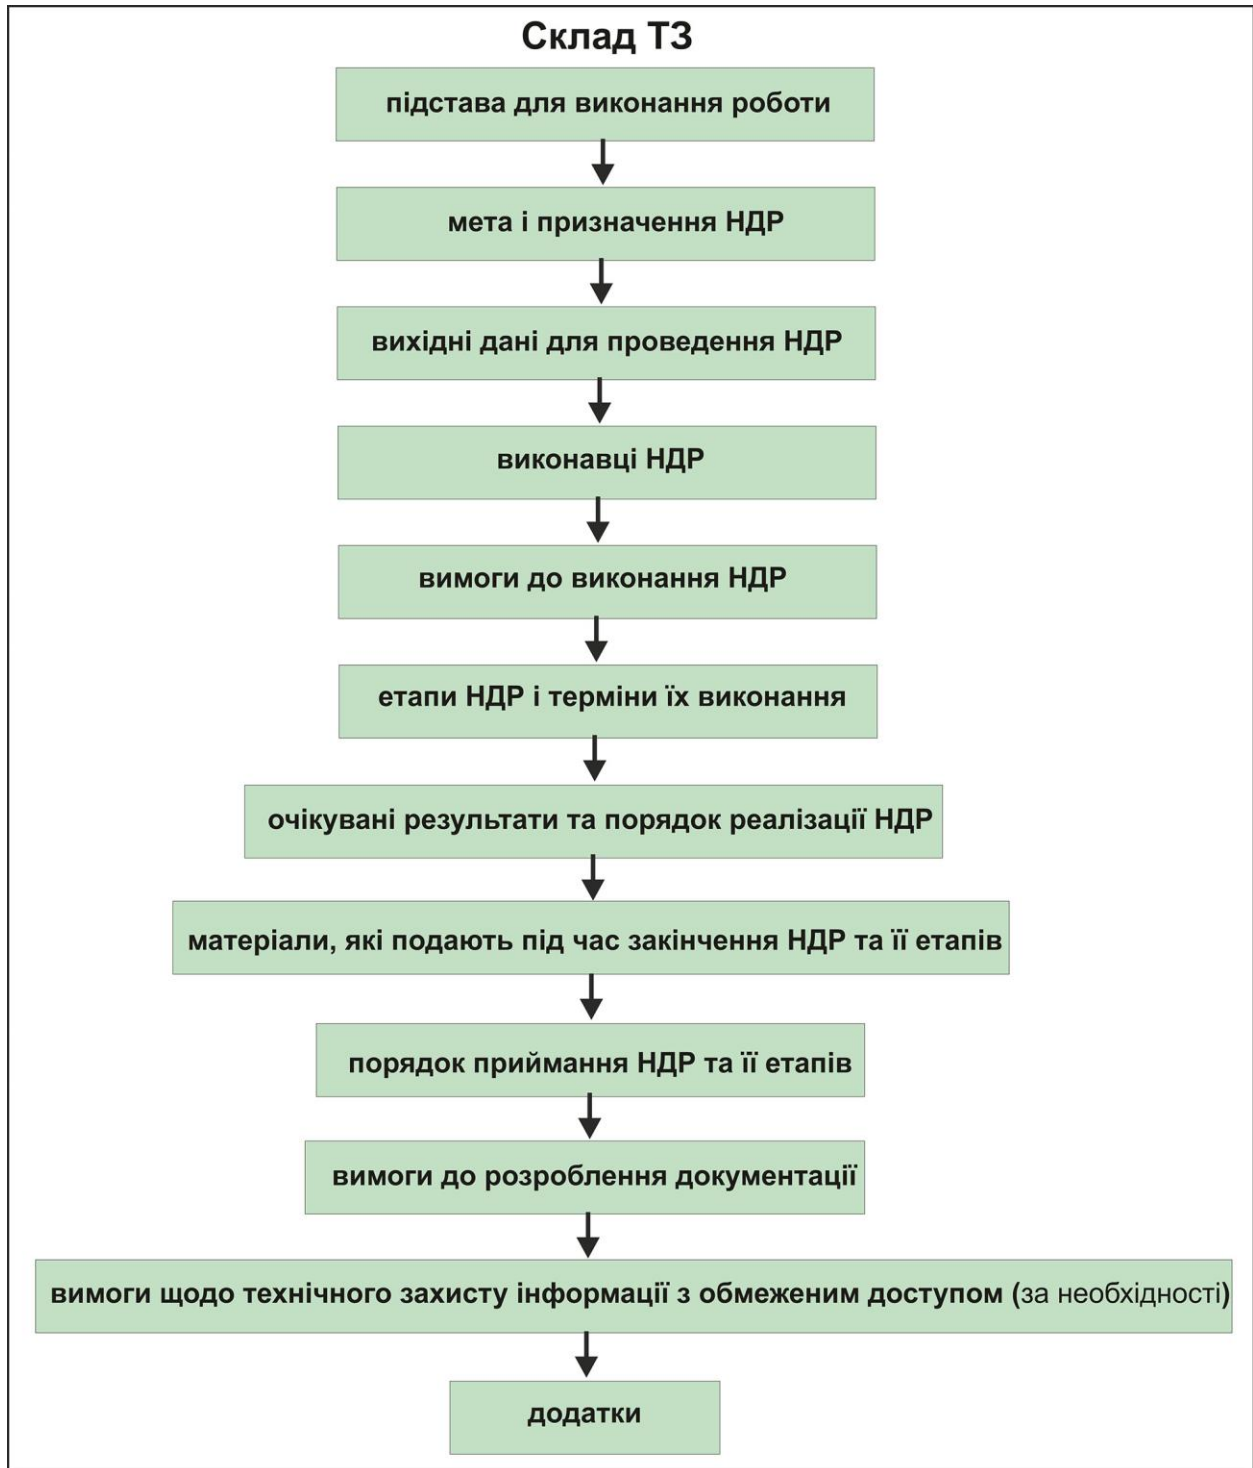 Склад ТЗ
підстава для виконання роботи
мета і призначення НДР
вихідні дані для проведення НДР
виконавці НДР
вимоги до виконання НДР
етапи НДР і терміни їх виконання
очікувані результати та порядок реалізації НДР
матеріали, які подають під час закінчення НДР та її етапів
порядок приймання НДР та її етапів
вимоги до розроблення документації
вимоги щодо технічного захисту інформації з обмеженим доступом (за необхідності)
додатки